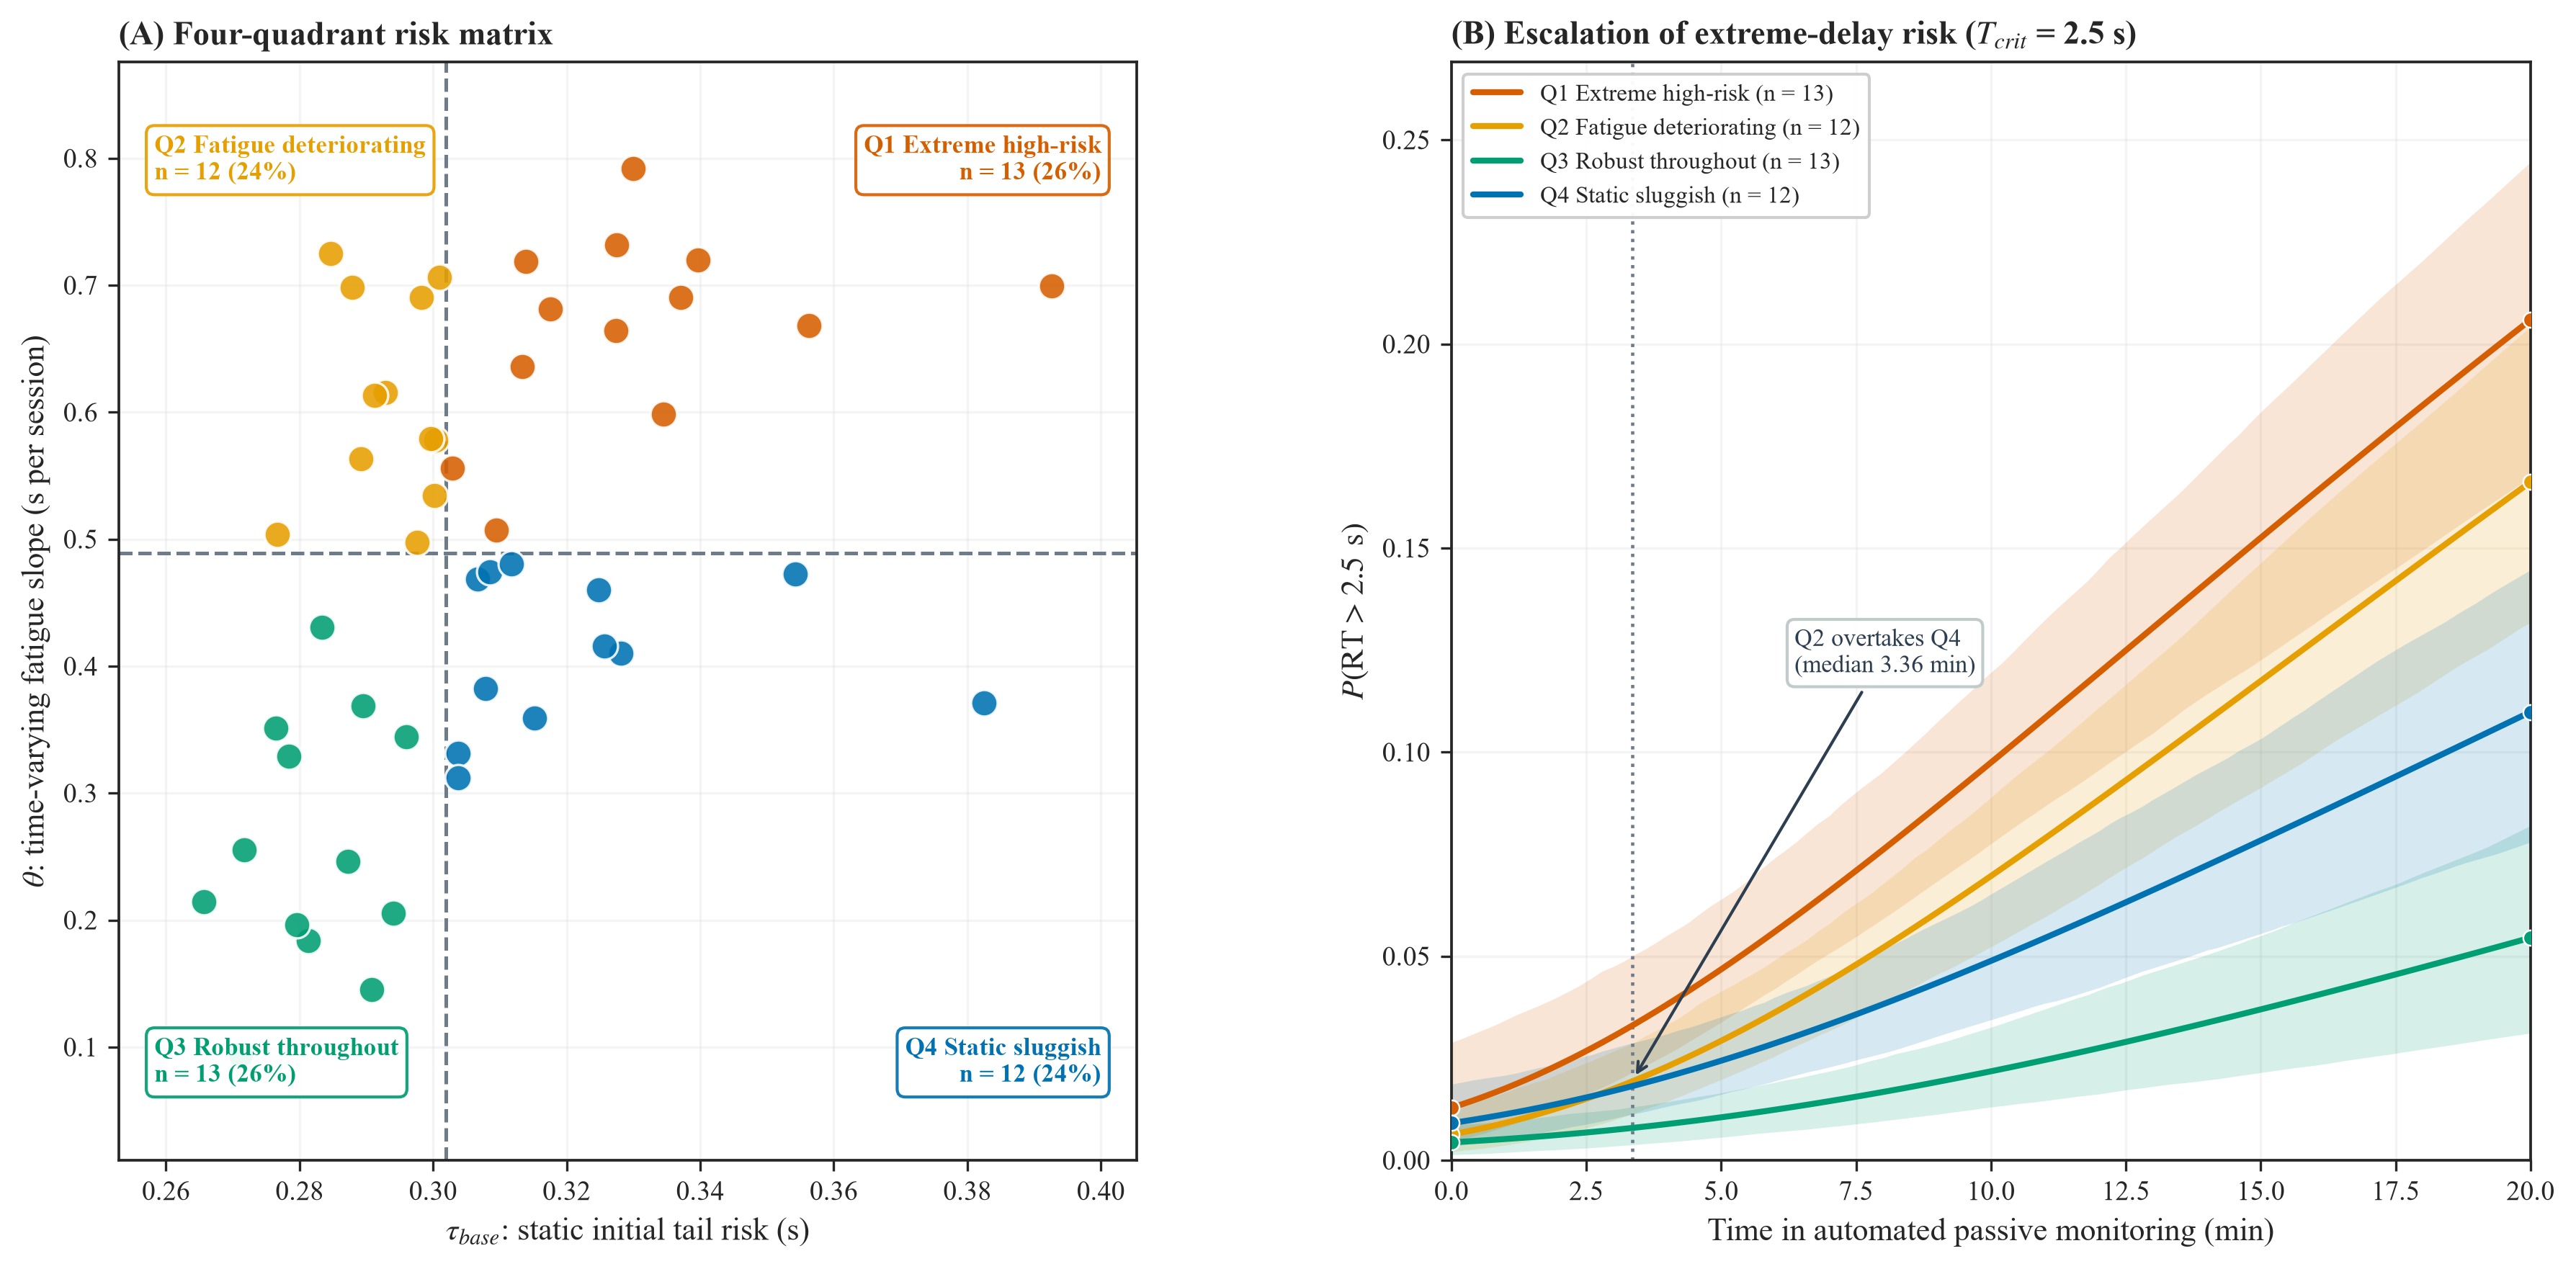 (A) Four-quadrant risk matrix
Q2 Fatigue deteriorating
n = 12 (24%)
Q1 Extreme high-risk
n = 13 (26%)
Q3 Robust throughout
n = 13 (26%)
Q4 Static sluggish
n = 12 (24%)
θ: time-varying fatigue slope (s per session)
0.8
0.7
0.6
0.5
0.4
0.3
0.2
0.1
0.26 0.28 0.30 0.32 0.34 0.36 0.38 0.40
τbase: static initial tail risk (s)
(B) Escalation of extreme-delay risk (Tcrit = 2.5 s)
Q1 Extreme high-risk (n = 13)
Q2 Fatigue deteriorating (n = 12)
Q3 Robust throughout (n = 13)
Q4 Static sluggish (n = 12)
Q2 overtakes Q4
(median 3.36 min)
P(RT > 2.5 s)
0.25
0.20
0.15
0.10
0.05
0.00
0.0 2.5 5.0 7.5 10.0 12.5 15.0 17.5 20.0
Time in automated passive monitoring (min)